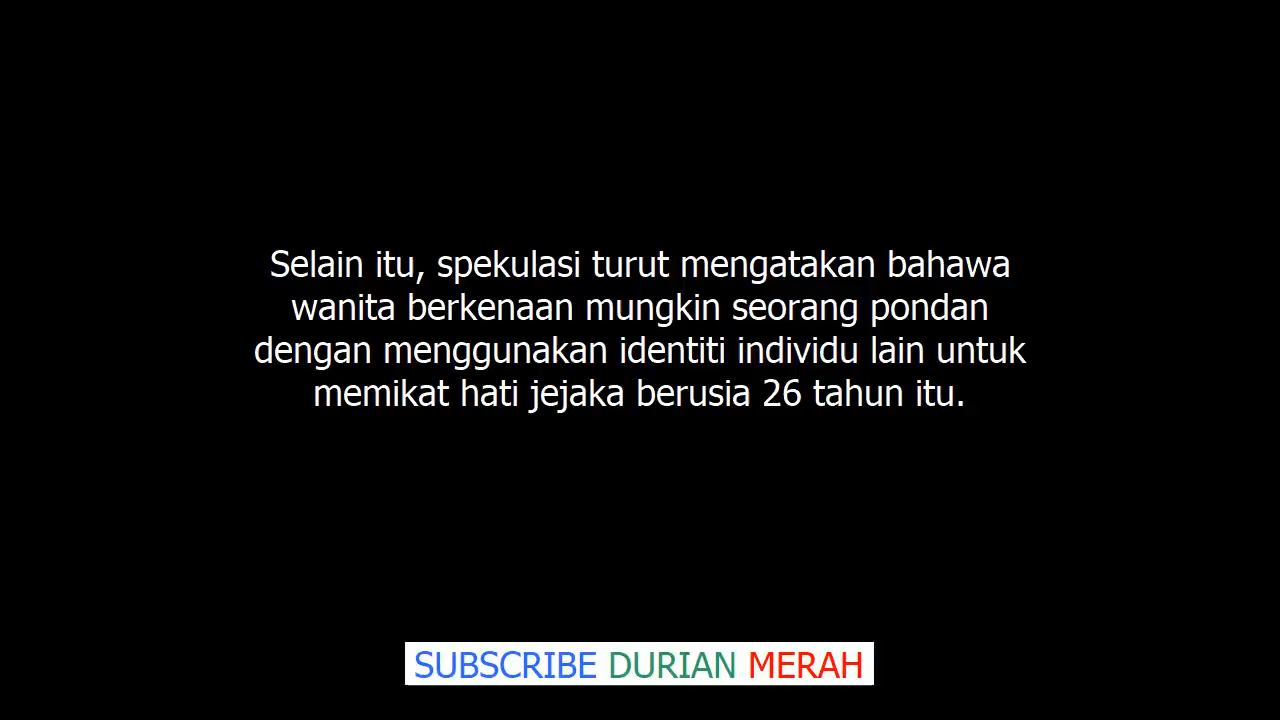 Selain itu, spekulasi turut mengatakan bahawa
wanita berkenaan mungkin seorang pondan
dengan menggunakan identiti individu lain untuk
memikat hati jejaka berusia 26 tahun itu.
SUBSCRIBE DURIAN MERAH